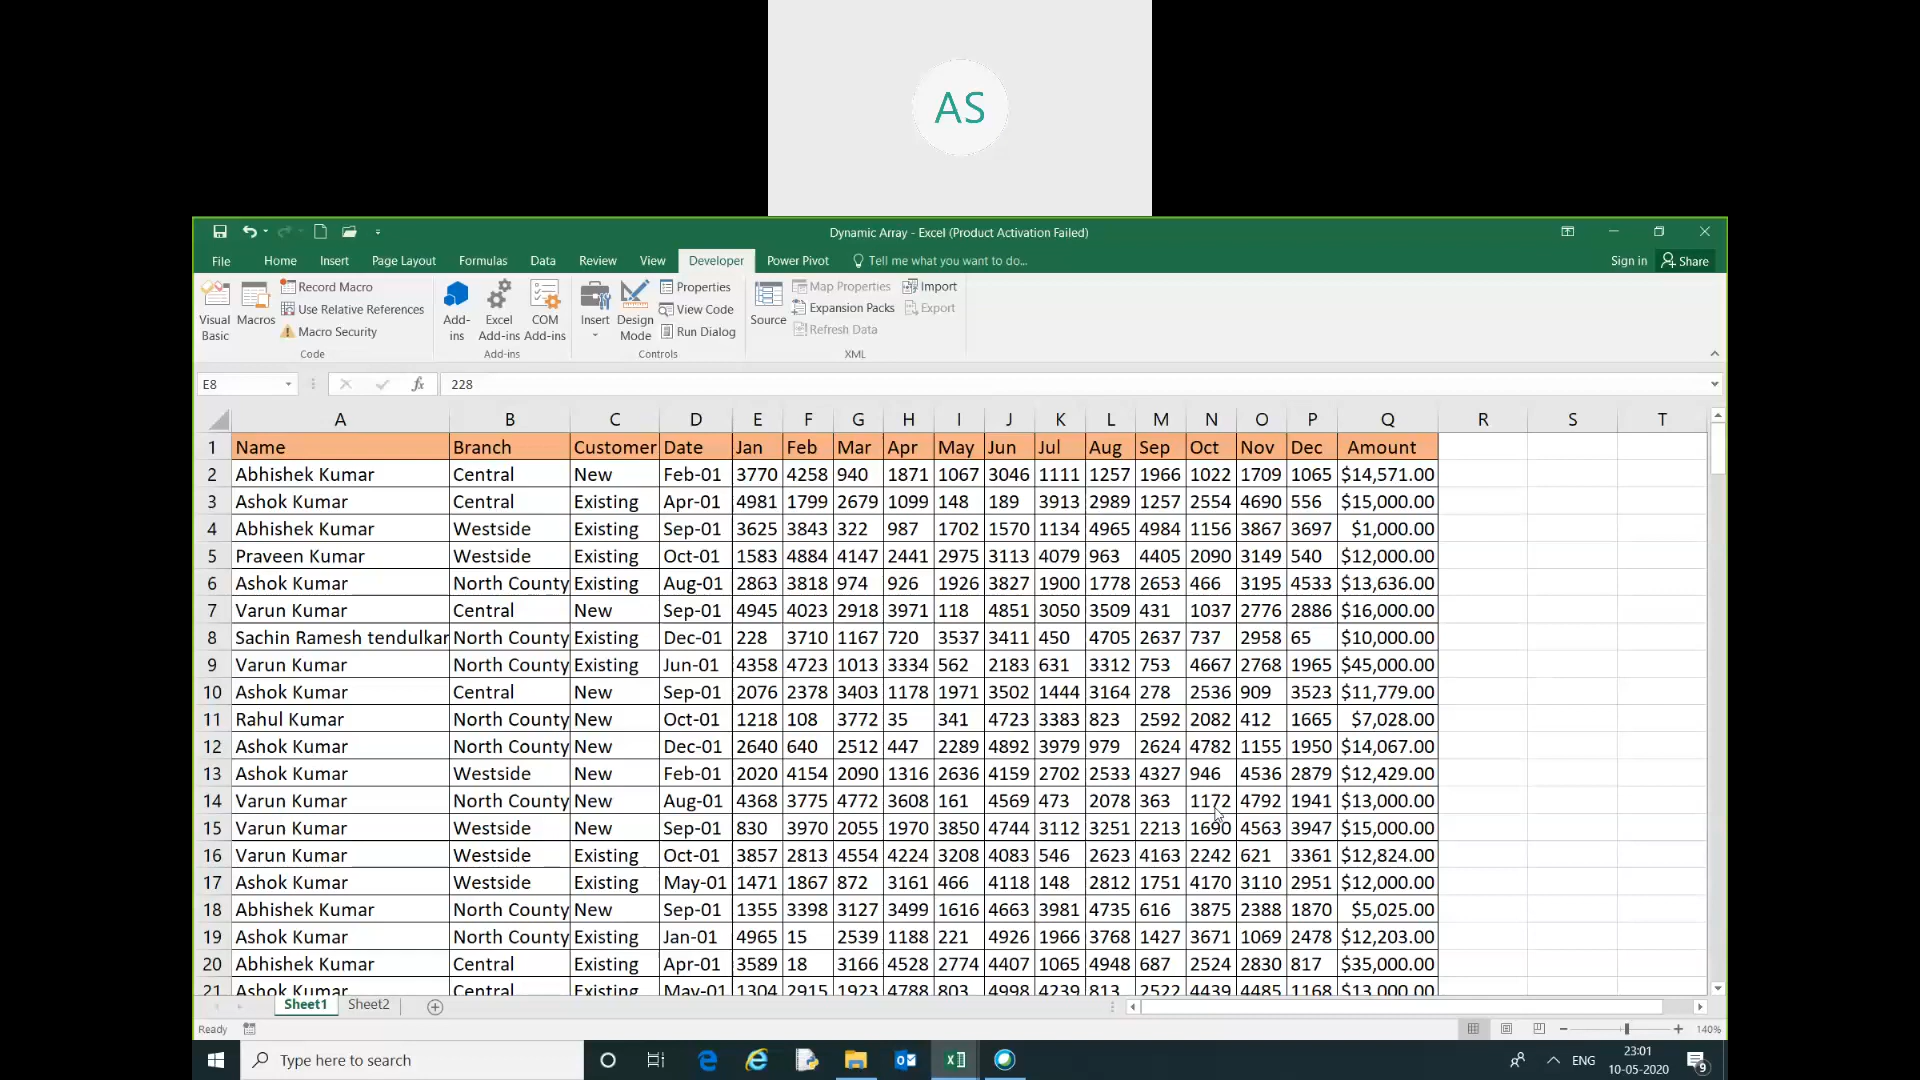 AS
Dynamic Array - Excel (Product Activation Failed)
File Home Insert Page Layout Formulas Data Review View Developer Power Pivot Tell me what you want to do... Sign in Share
Visual Basic
Macros
Record Macro
Use Relative References
Macro Security
Code
Add-ins
Excel Add-ins
COM Add-ins
Add-ins
Insert
Design Mode
Properties
View Code
Run Dialog
Controls
Source
Map Properties
Expansion Packs
Refresh Data
Import
Export
XML
E8 fx 228
A B C D E F G H I J K L M N O P Q R S T
1 Name Branch Customer Date Jan Feb Mar Apr May Jun Jul Aug Sep Oct Nov Dec Amount
2 Abhishek Kumar Central New Feb-01 3770 4258 940 1871 1067 3046 1111 1257 1966 1022 1709 1065 $14,571.00
3 Ashok Kumar Central Existing Apr-01 4981 1799 2679 1099 148 189 3913 2989 1257 2554 4690 556 $15,000.00
4 Abhishek Kumar Westside Existing Sep-01 3625 3843 322 987 1702 1570 1134 4965 4984 1156 3867 3697 $1,000.00
5 Praveen Kumar Westside Existing Oct-01 1583 4884 4147 2441 2975 3113 4079 963 4405 2090 3149 540 $12,000.00
6 Ashok Kumar North County Existing Aug-01 2863 3818 974 926 1926 3827 1900 1778 2653 466 3195 4533 $13,636.00
7 Varun Kumar Central New Sep-01 4945 4023 2918 3971 118 4851 3050 3509 431 1037 2776 2886 $16,000.00
8 Sachin Ramesh tendulkar North County Existing Dec-01 228 3710 1167 720 3537 3411 450 4705 2637 737 2958 65 $10,000.00
9 Varun Kumar North County Existing Jun-01 4358 4723 1013 3334 562 2183 631 3312 753 4667 2768 1965 $45,000.00
10 Ashok Kumar Central New Sep-01 2076 2378 3403 1178 1971 3502 1444 3164 278 2536 909 3523 $11,779.00
11 Rahul Kumar North County New Oct-01 1218 108 3772 35 341 4723 3383 823 2592 2082 412 1665 $7,028.00
12 Ashok Kumar North County New Dec-01 2640 640 2512 447 2289 4892 3979 979 2624 4782 1155 1950 $14,067.00
13 Ashok Kumar Westside New Feb-01 2020 4154 2090 1316 2636 4159 2702 2533 4327 946 4536 2879 $12,429.00
14 Varun Kumar North County New Aug-01 4368 3775 4772 3608 161 4569 473 2078 363 1172 4792 1941 $13,000.00
15 Varun Kumar Westside New Sep-01 830 3970 2055 1970 3850 4744 3112 3251 2213 1690 4563 3947 $15,000.00
16 Varun Kumar Westside Existing Oct-01 3857 2813 4554 4224 3208 4083 546 2623 4163 2242 621 3361 $12,824.00
17 Ashok Kumar Westside Existing May-01 1471 1867 872 3161 466 4118 148 2812 1751 4170 3110 2951 $12,000.00
18 Abhishek Kumar North County New Sep-01 1355 3398 3127 3499 1616 4663 3981 4735 616 3875 2388 1870 $5,025.00
19 Ashok Kumar North County Existing Jan-01 4965 15 2539 1188 221 4926 1966 3768 1427 3671 1069 2478 $12,203.00
20 Abhishek Kumar Central Existing Apr-01 3589 18 3166 4528 2774 4407 1065 4948 687 2524 2830 817 $35,000.00
21 Ashok Kumar Central Existing May-01 1304 2915 1923 4788 803 4998 4239 813 2522 4439 4485 1168 $13,000.00
Sheet1 Sheet2
Ready 140%
Type here to search
ENG
23:01
10-05-2020
9